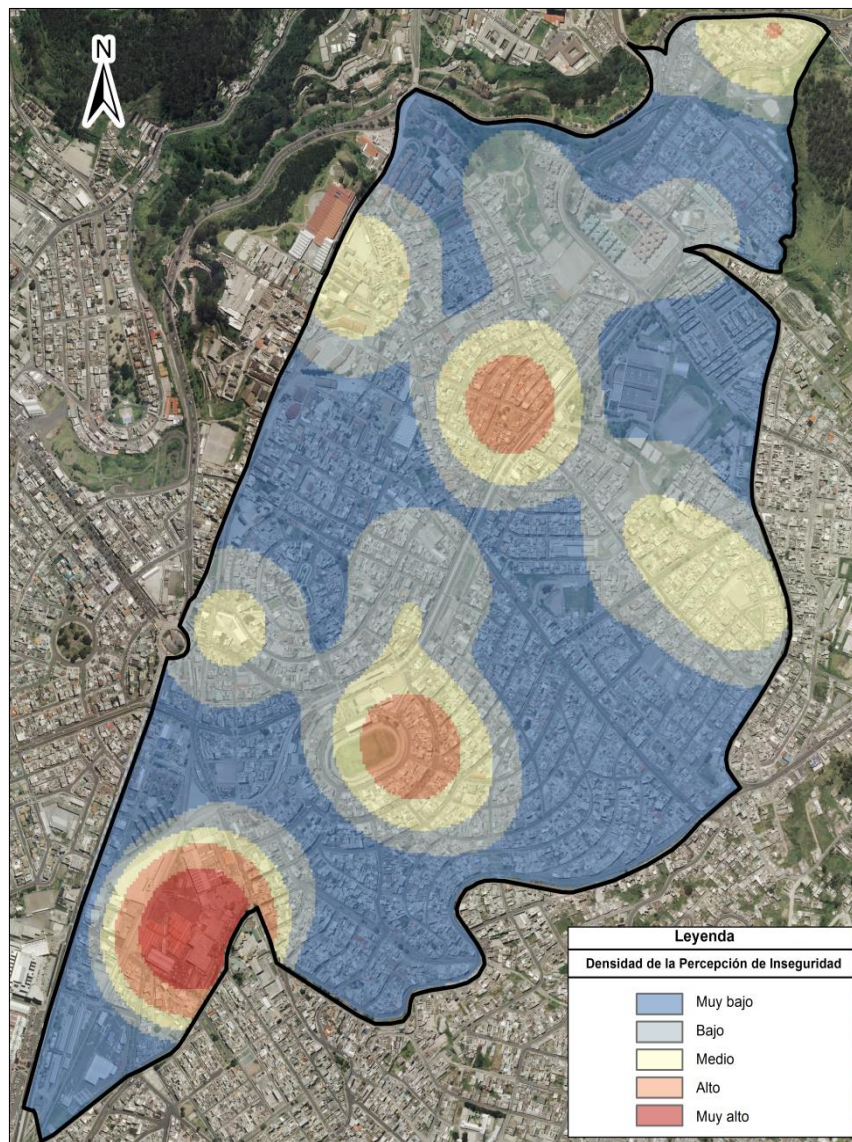 N
Leyenda
Densidad de la Percepción de Inseguridad
Muy bajo
Bajo
Medio
Alto
Muy alto